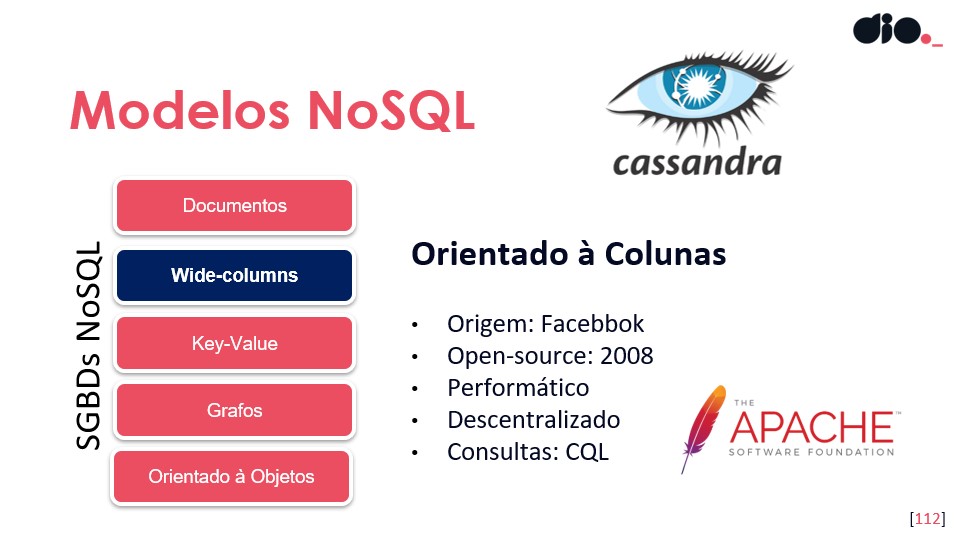 dio._
Modelos NoSQL
cassandra
SGBDs NoSQL
Documentos
Wide-columns
Key-Value
Grafos
Orientado à Objetos
Orientado à Colunas
• Origem: Facebbok
• Open-source: 2008
• Performático
• Descentralizado
• Consultas: CQL
THE
APACHE™
SOFTWARE FOUNDATION
[112]